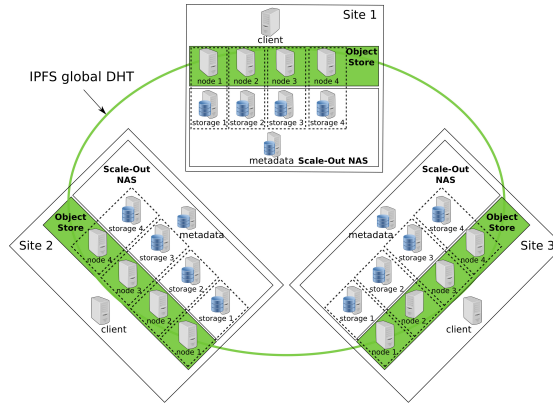 Site 1
client
Object
Store
node 1
node 2
node 3
node 4
storage 1
storage 2
storage 3
storage 4
metadata
Scale-Out NAS
IPFS global DHT
Scale-Out
NAS
Object
Store
Site 2
storage 4
metadata
storage 3
storage 2
storage 1
node 4
node 3
node 2
node 1
client
Scale-Out
NAS
Object
Store
Site 3
storage 4
metadata
storage 3
storage 2
storage 1
node 4
node 3
node 2
node 1
client